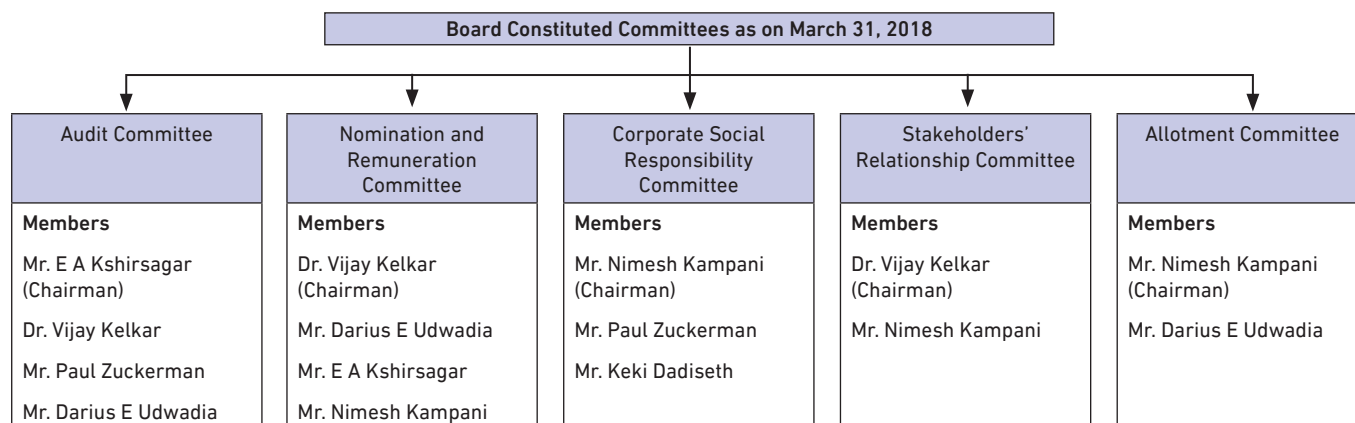 Board Constituted Committees as on March 31, 2018
Audit Committee
Members
Mr. E A Kshirsagar
(Chairman)
Dr. Vijay Kelkar
Mr. Paul Zuckerman
Mr. Darius E Udwadia
Nomination and
Remuneration
Committee
Members
Dr. Vijay Kelkar
(Chairman)
Mr. Darius E Udwadia
Mr. E A Kshirsagar
Mr. Nimesh Kampani
Corporate Social
Responsibility
Committee
Members
Mr. Nimesh Kampani
(Chairman)
Mr. Paul Zuckerman
Mr. Keki Dadiseth
Stakeholders’
Relationship Committee
Members
Dr. Vijay Kelkar
(Chairman)
Mr. Nimesh Kampani
Allotment Committee
Members
Mr. Nimesh Kampani
(Chairman)
Mr. Darius E Udwadia